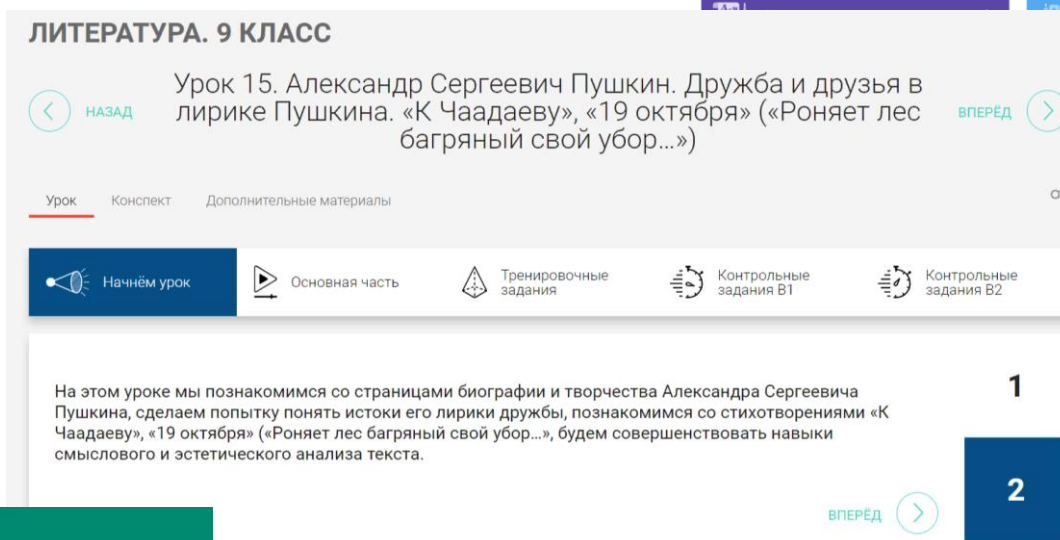 ЛИТЕРАТУРА. 9 КЛАСС
НАЗАД
Урок 15. Александр Сергеевич Пушкин. Дружба и друзья в
лирике Пушкина. «К Чаадаеву», «19 октября» («Роняет лес
багряный свой убор...»)
ВПЕРЁД
Урок Конспект Дополнительные материалы
Начнём урок
Основная часть
Тренировочные
задания
Контрольные
задания В1
Контрольные
задания В2
На этом уроке мы познакомимся со страницами биографии и творчества Александра Сергеевича
Пушкина, сделаем попытку понять истоки его лирики дружбы, познакомимся со стихотворениями «К
Чаадаеву», «19 октября» («Роняет лес багряный свой убор...», будем совершенствовать навыки
смыслового и эстетического анализа текста.
1
2
ВПЕРЁД